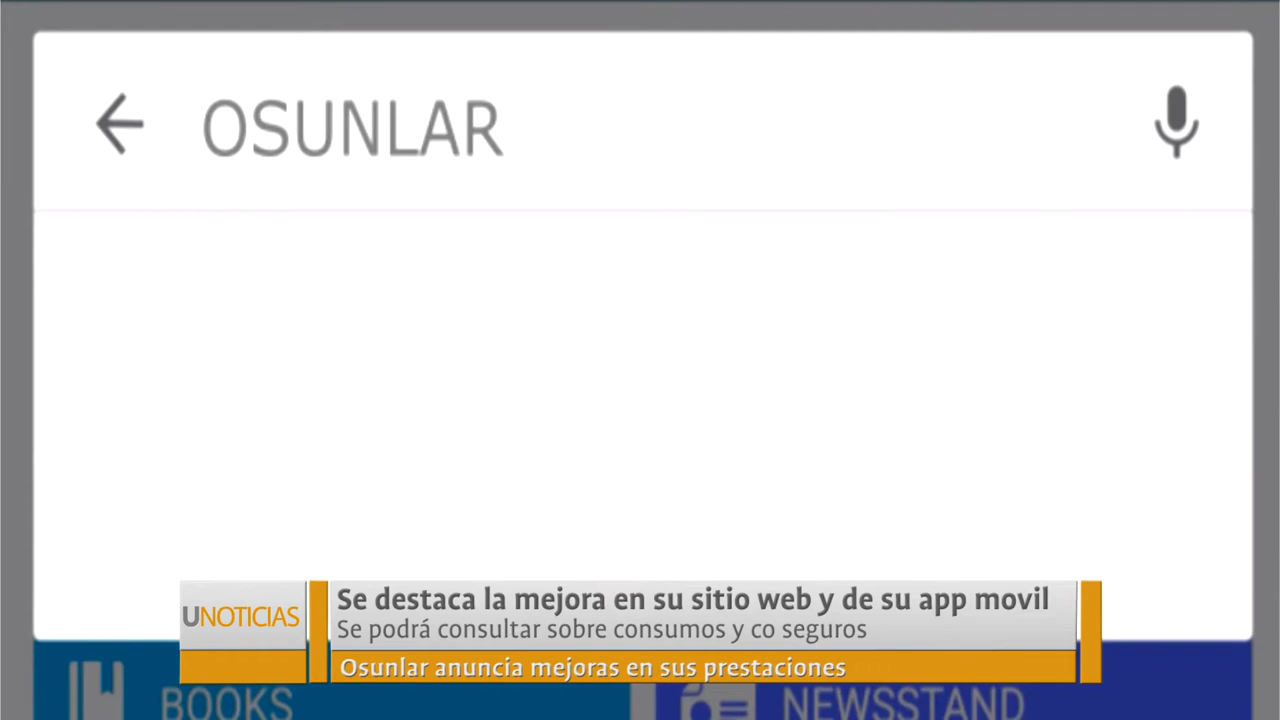 OSUNLAR
UNOTICIAS
Se destaca la mejora en su sitio web y de su app movil
Se podrá consultar sobre consumos y co seguros
Osunlar anuncia mejoras en sus prestaciones
BOOKS
NEWSSTAND